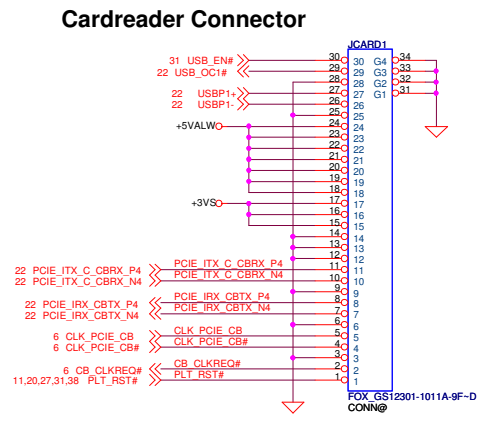 Cardreader Connector
JCARD1
31 USB_EN# 30 30 G4 34
22 USB_OC1# 29 29 G3 33
28 28 G2 32
22 USBP1+ 27 27 G1 31
22 USBP1- 26 26
25 25
+5VALW 24 24
23 23
22 22
21 21
20 20
19 19
18 18
+3VS 17 17
16 16
15 15
14 14
13 13
12 12
22 PCIE_ITX_C_CBRX_P4 PCIE_ITX_C_CBRX_P4 11 11
22 PCIE_ITX_C_CBRX_N4 PCIE_ITX_C_CBRX_N4 10 10
9 9
22 PCIE_IRX_CBTX_P4 PCIE_IRX_CBTX_P4 8 8
22 PCIE_IRX_CBTX_N4 PCIE_IRX_CBTX_N4 7 7
6 6
6 CLK_PCIE_CB CLK_PCIE_CB 5 5
6 CLK_PCIE_CB# CLK_PCIE_CB# 4 4
3 3
6 CB_CLKREQ# CB_CLKREQ# 2 2
11,20,27,31,38 PLT_RST# PLT_RST# 1 1
FOX_GS12301-1011A-9F~D
CONN@